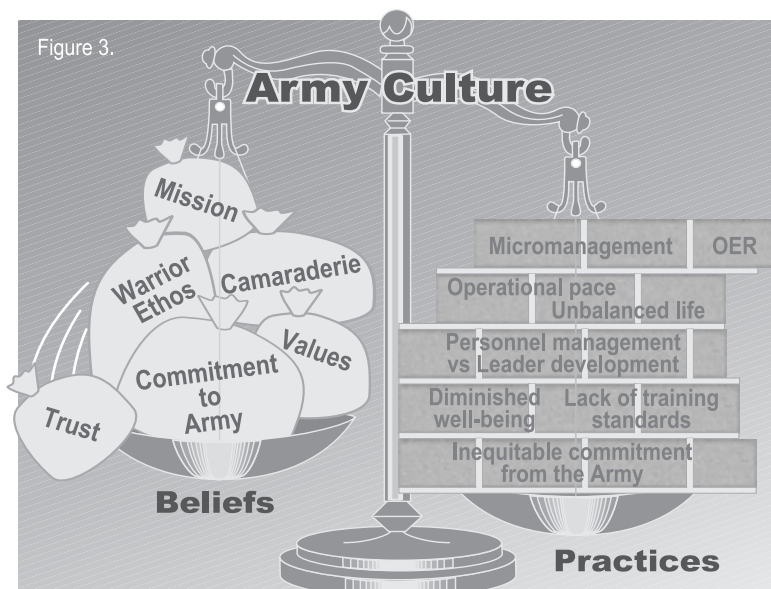 Figure 3.
Army Culture
Mission
Warrior
Ethos
Camaraderie
Values
Commitment
to
Army
Trust
Beliefs
Micromanagement OER
Operational pace
Unbalanced life
Personnel management
vs Leader development
Diminished
well-being
Lack of training
standards
Inequitable commitment
from the Army
Practices